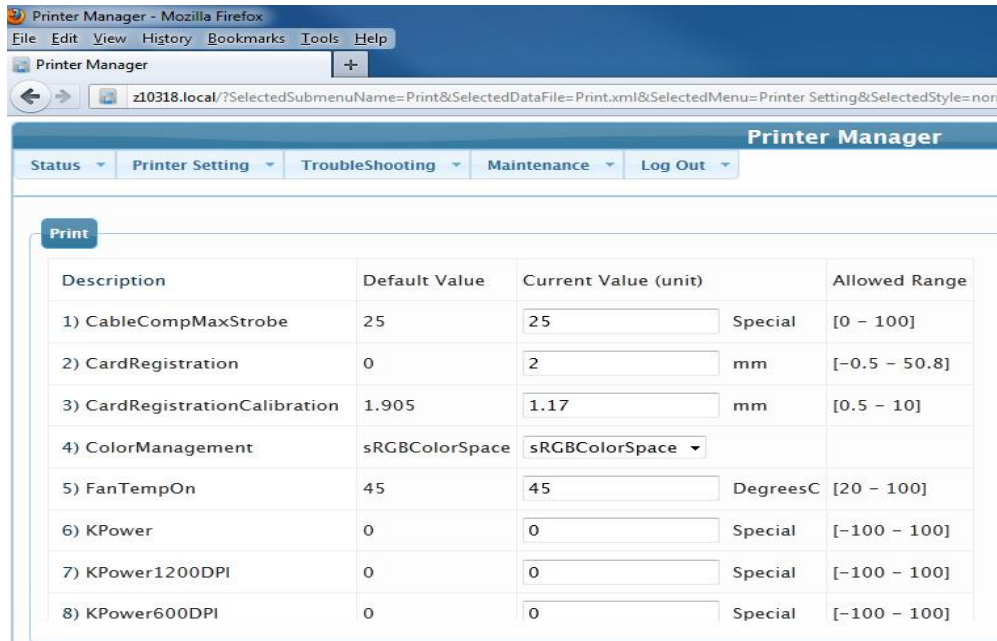 Printer Manager - Mozilla Firefox
File Edit View History Bookmarks Tools Help
Printer Manager +
z10318.local/?SelectedSubmenuName=Print&SelectedDataFile=Print.xml&SelectedMenu=Printer Setting&SelectedStyle=nor
Printer Manager
Status Printer Setting TroubleShooting Maintenance Log Out
Print
Description Default Value Current Value (unit) Allowed Range
1) CableCompMaxStrobe 25 25 Special [0 - 100]
2) CardRegistration 0 2 mm [-0.5 - 50.8]
3) CardRegistrationCalibration 1.905 1.17 mm [0.5 - 10]
4) ColorManagement sRGBColorSpace sRGBColorSpace
5) FanTempOn 45 45 DegreesC [20 - 100]
6) KPower 0 0 Special [-100 - 100]
7) KPower1200DPI 0 0 Special [-100 - 100]
8) KPower600DPI 0 0 Special [-100 - 100]